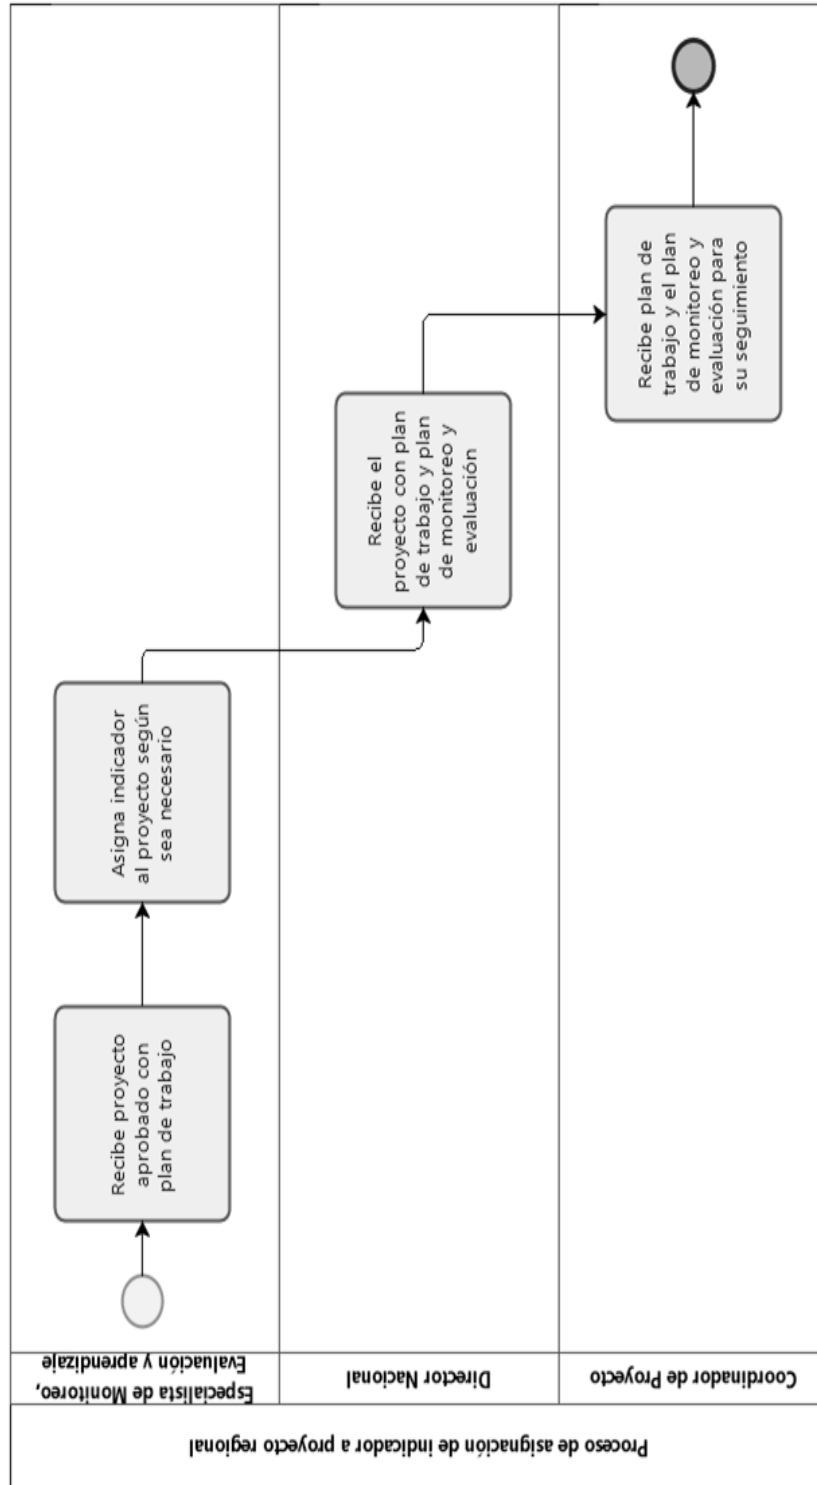 Proceso de asignación de indicador a proyecto regional
Especialista de Monitoreo,
Evaluación y aprendizaje
Recibe proyecto
aprobado con
plan de trabajo
Asigna indicador
al proyecto según
sea necesario
Director Nacional
Recibe el
proyecto con plan
de trabajo y plan
de monitoreo y
evaluación
Coordinador de Proyecto
Recibe plan de
trabajo y el plan
de monitoreo y
evaluación para
su seguimiento